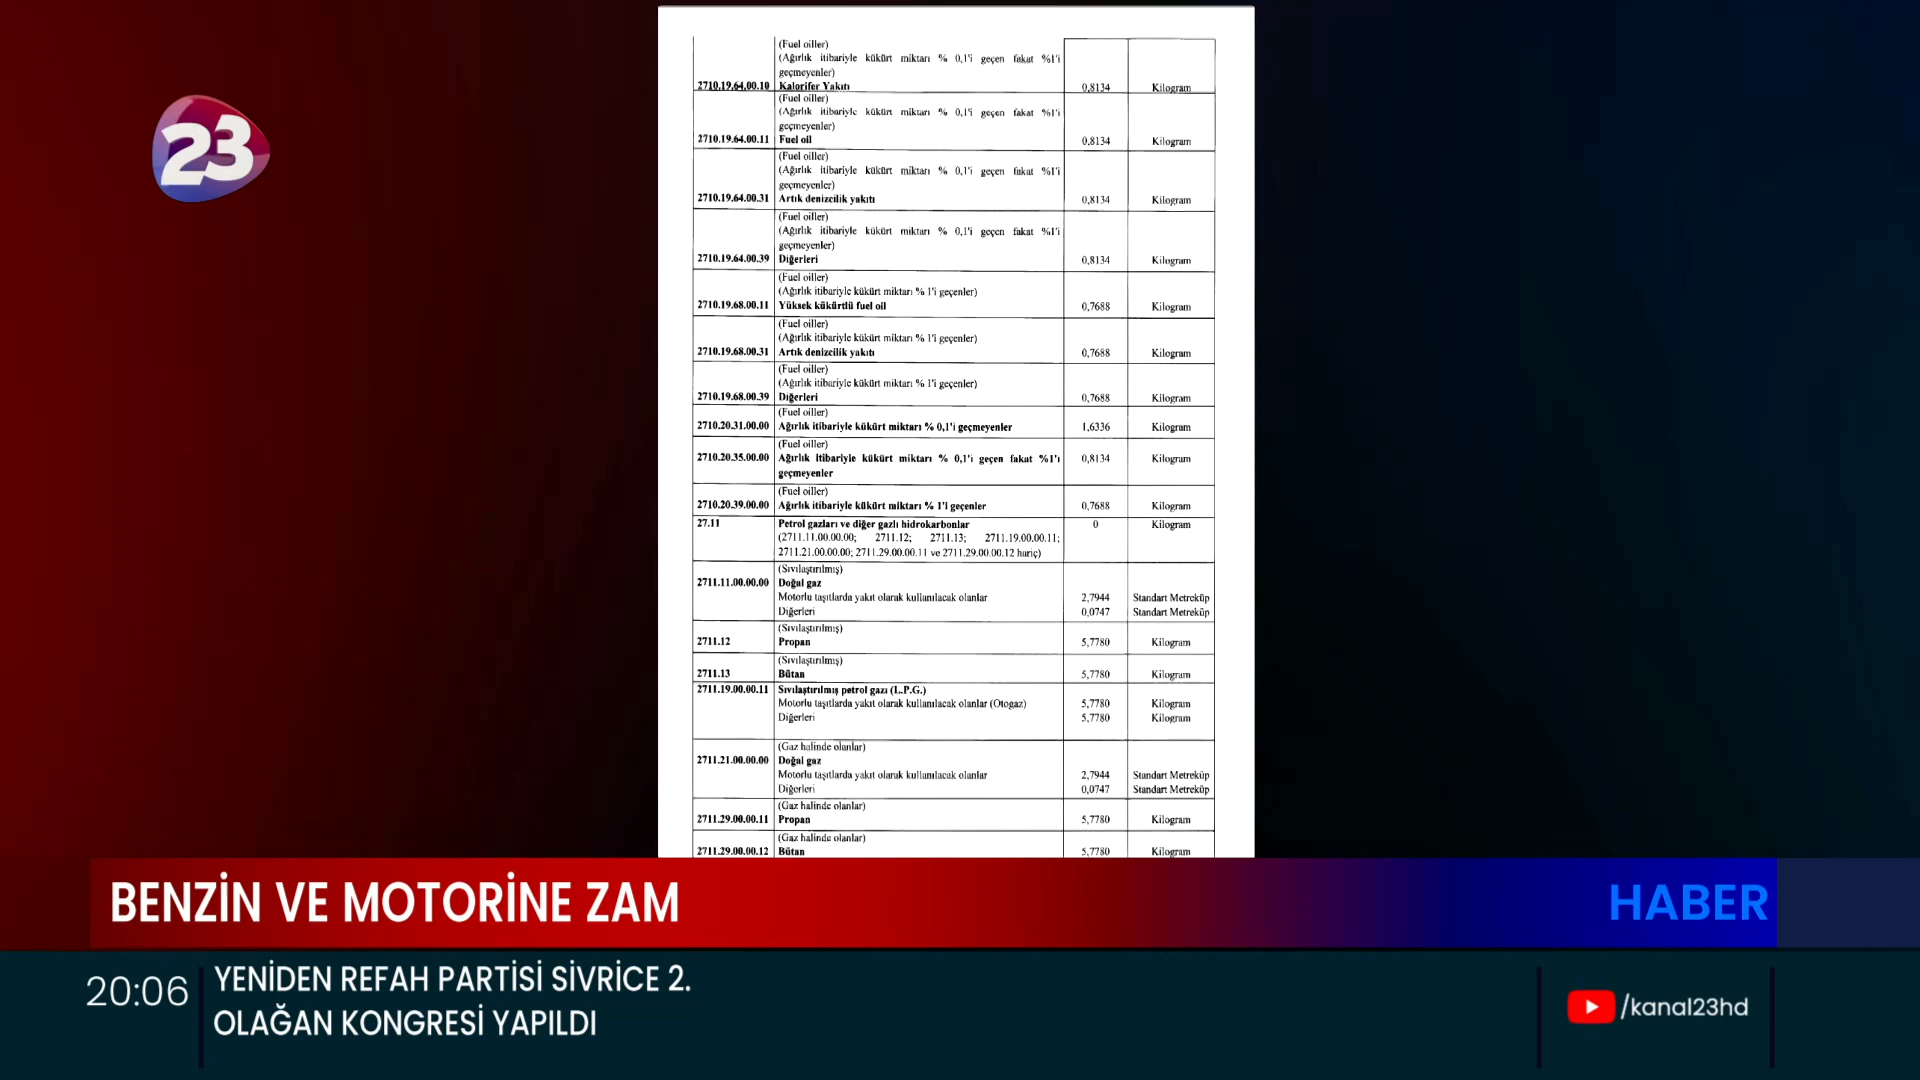 (Fuel oiller)
(Ağırlık itibariyle kükürt miktarı % 0,1'i geçen fakat %1'i
geçmeyenler)
2710.19.64.00.10 Kalorifer Yakıtı 0,8134 Kilogram
(Fuel oiller)
(Ağırlık itibariyle kükürt miktarı % 0,1'i geçen fakat %1'i
geçmeyenler)
2710.19.64.00.11 Fuel oil 0,8134 Kilogram
(Fuel oiller)
(Ağırlık itibariyle kükürt miktarı % 0,1'i geçen fakat %1'i
geçmeyenler)
2710.19.64.00.31 Artık denizcilik yakıtı 0,8134 Kilogram
(Fuel oiller)
(Ağırlık itibariyle kükürt miktarı % 0,1'i geçen fakat %1'i
geçmeyenler)
2710.19.64.00.39 Diğerleri 0,8134 Kilogram
(Fuel oiller)
(Ağırlık itibariyle kükürt miktarı % 1'i geçenler)
2710.19.68.00.11 Yüksek kükürtlü fuel oil 0,7688 Kilogram
(Fuel oiller)
(Ağırlık itibariyle kükürt miktarı % 1'i geçenler)
2710.19.68.00.31 Artık denizcilik yakıtı 0,7688 Kilogram
(Fuel oiller)
(Ağırlık itibariyle kükürt miktarı % 1'i geçenler)
2710.19.68.00.39 Diğerleri 0,7688 Kilogram
(Fuel oiller)
2710.20.31.00.00 Ağırlık itibariyle kükürt miktarı % 0,1'i geçmeyenler 1,6336 Kilogram
(Fuel oiller)
2710.20.35.00.00 Ağırlık itibariyle kükürt miktarı % 0,1'i geçen fakat %1'i 0,8134 Kilogram
geçmeyenler
(Fuel oiller)
2710.20.39.00.00 Ağırlık itibariyle kükürt miktarı % 1'i geçenler 0,7688 Kilogram
27.11 Petrol gazları ve diğer gazlı hidrokarbonlar 0 Kilogram
(2711.11.00.00.00; 2711.12; 2711.13; 2711.19.00.00.11;
2711.21.00.00.00; 2711.29.00.00.11 ve 2711.29.00.00.12 hariç)
(Sıvılaştırılmış)
2711.11.00.00.00 Doğal gaz
Motorlu taşıtlarda yakıt olarak kullanılacak olanlar 2,7944 Standart Metreküp
Diğerleri 0,0747 Standart Metreküp
(Sıvılaştırılmış)
2711.12 Propan 5,7780 Kilogram
(Sıvılaştırılmış)
2711.13 Bütan 5,7780 Kilogram
2711.19.00.00.11 Sıvılaştırılmış petrol gazı (L.P.G.)
Motorlu taşıtlarda yakıt olarak kullanılacak olanlar (Otogaz) 5,7780 Kilogram
Diğerleri 5,7780 Kilogram
(Gaz halinde olanlar)
2711.21.00.00.00 Doğal gaz
Motorlu taşıtlarda yakıt olarak kullanılacak olanlar 2,7944 Standart Metreküp
Diğerleri 0,0747 Standart Metreküp
(Gaz halinde olanlar)
2711.29.00.00.11 Propan 5,7780 Kilogram
(Gaz halinde olanlar)
2711.29.00.00.12 Bütan 5,7780 Kilogram
23
BENZİN VE MOTORİNE ZAM
HABER
20:06
YENİDEN REFAH PARTİSİ SİVRİCE 2.
OLAĞAN KONGRESİ YAPILDI
/kanal23hd